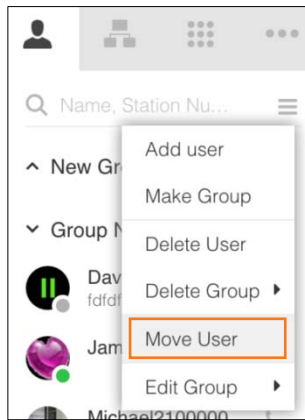 Name, Station Nu...
Add user
New Gr
Make Group
Group N
Delete User
Dav
fdfdf
Delete Group
Jam
Move User
Edit Group
Michael2100000